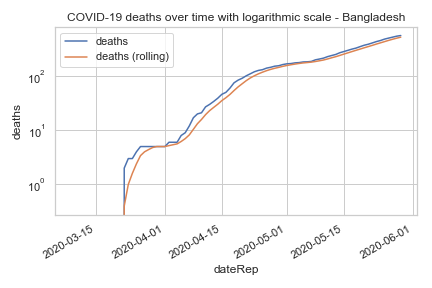 COVID-19 deaths over time with logarithmic scale - Bangladesh
deaths
deaths (rolling)
deaths
10²
10¹
10⁰
2020-03-15
2020-04-01
2020-04-15
2020-05-01
2020-05-15
2020-06-01
dateRep